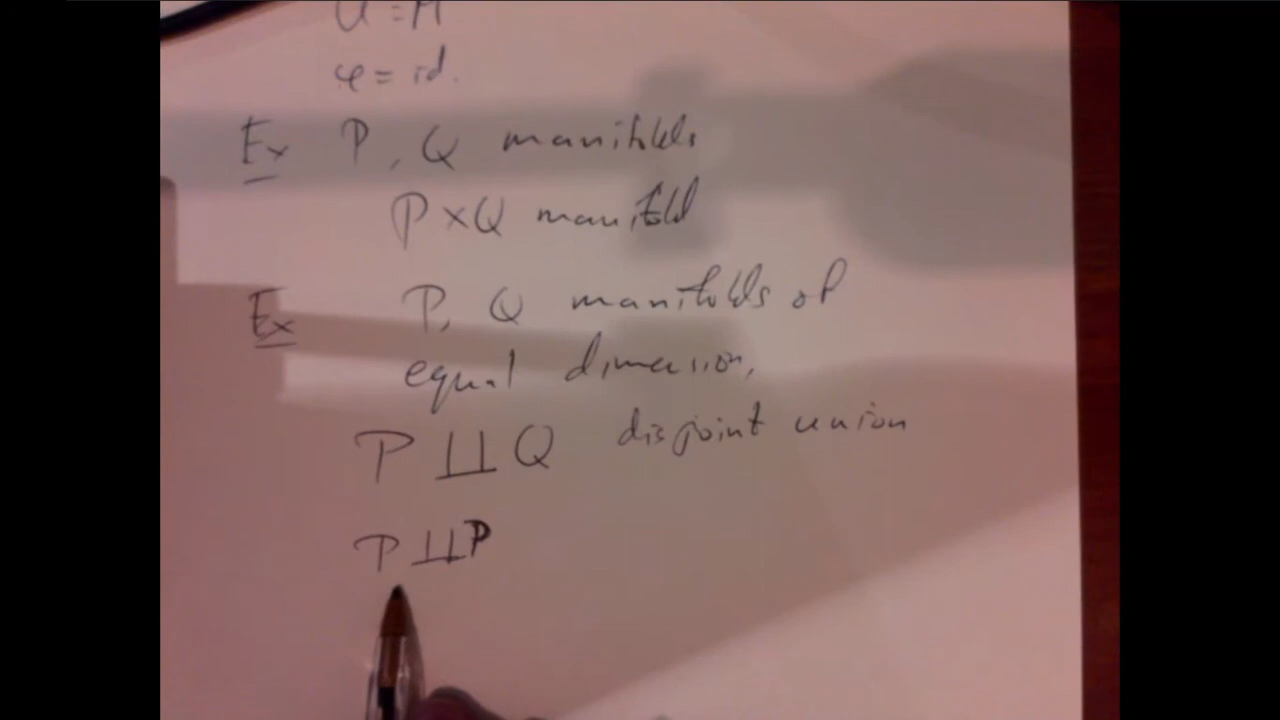 U = M
φ = id.
Ex P, Q manifolds
P × Q manifold
Ex P, Q manifolds of
equal dimension,
P ⨿ Q disjoint union
P ⨿ P